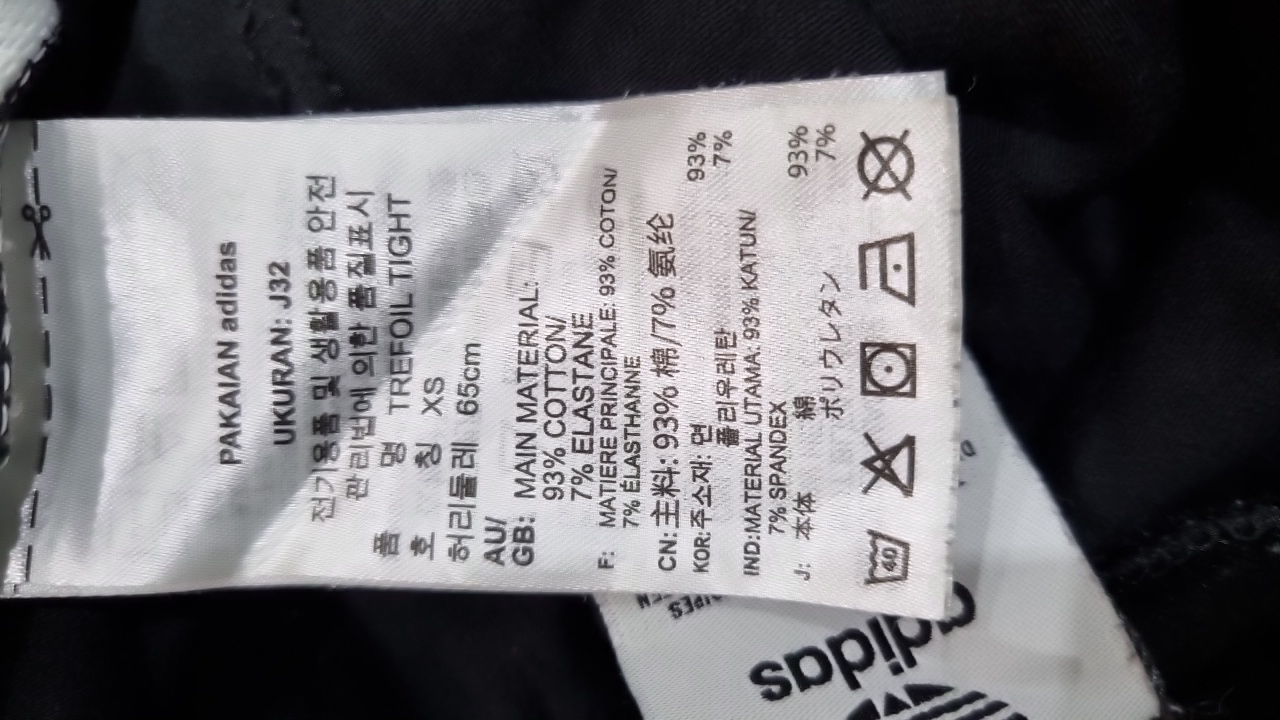 PAKAIAN adidas
UKURAN: J32
전기용품 및 생활용품 안전
관리법에 의한 품질표시
품 명 TREFOIL TIGHT
호 칭 XS
허리둘레 65cm
AU/
GB: MAIN MATERIAL:
93% COTTON/
7% ELASTANE
F: MATIERE PRINCIPALE: 93% COTON/
7% ÉLASTHANNE
CN: 主料: 93% 棉/7% 氨纶
KOR: 주소재: 면 93%
폴리우레탄 7%
IND:MATERIAL UTAMA: 93% KATUN/
7% SPANDEX
J: 本体 綿 93%
ポリウレタン 7%
40
adidas